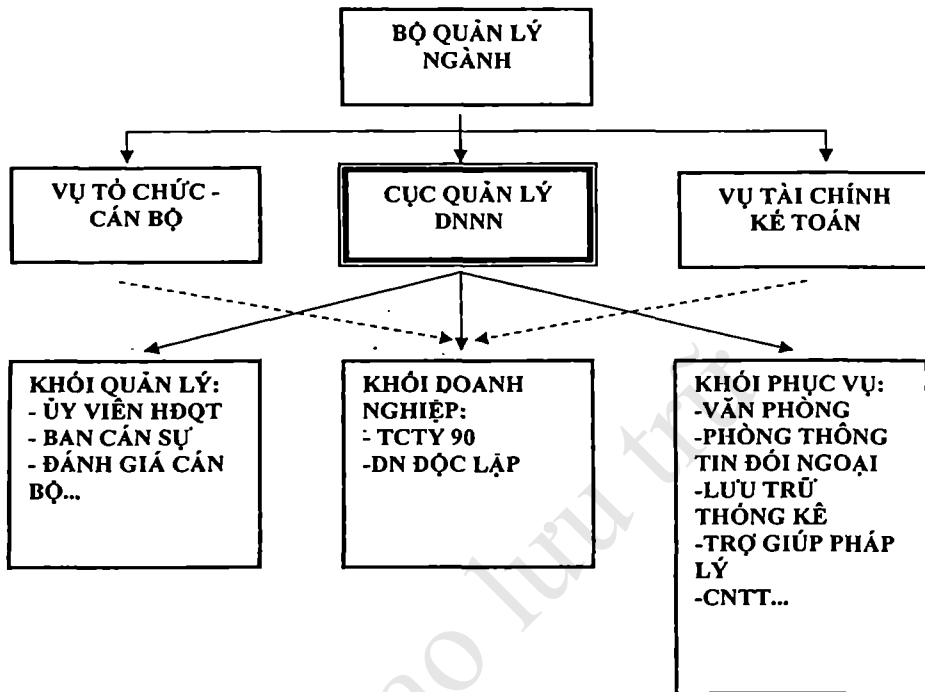 BỘ QUẢN LÝ
NGÀNH
VỤ TỔ CHỨC -
CÁN BỘ
CỤC QUẢN LÝ
DNNN
VỤ TÀI CHÍNH
KẾ TOÁN
KHỐI QUẢN LÝ:
- ỦY VIÊN HĐQT
- BAN CÁN SỰ
- ĐÁNH GIÁ CÁN
BỘ...
KHỐI DOANH
NGHIỆP:
- TCTY 90
-DN ĐỘC LẬP
KHỐI PHỤC VỤ:
-VĂN PHÒNG
-PHÒNG THÔNG
TIN ĐỐI NGOẠI
-LƯU TRỮ
THỐNG KÊ
-TRỢ GIÚP PHÁP
LÝ
-CNTT...
lưu trữ